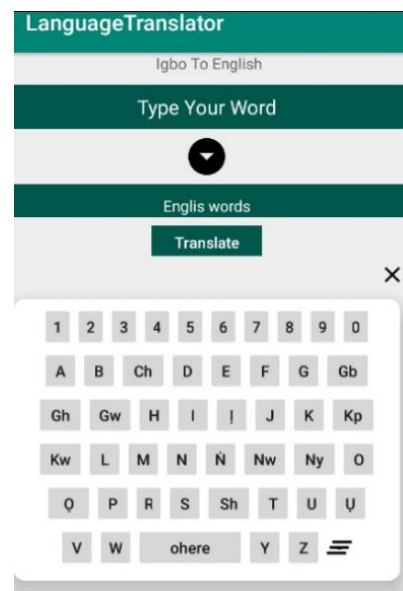 LanguageTranslator
Igbo To English
Type Your Word
Englis words
Translate
1 2 3 4 5 6 7 8 9 0
A B Ch D E F G Gb
Gh Gw H I Ị J K Kp
Kw L M N Ṅ Nw Ny O
Ọ P R S Sh T U Ụ
V W ohere Y Z